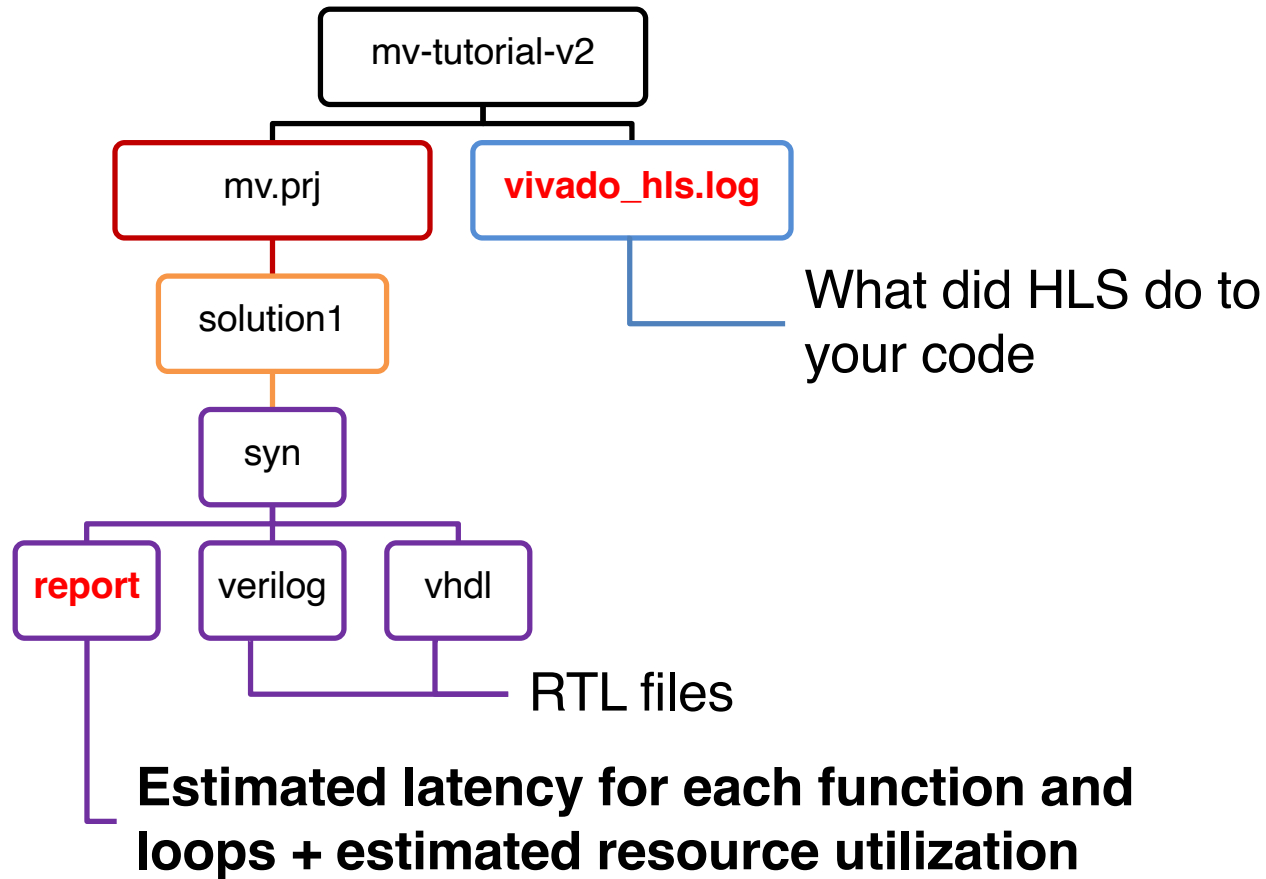 mv-tutorial-v2
mv.prj
vivado_hls.log
What did HLS do to
your code
solution1
syn
report
verilog
vhdl
RTL files
Estimated latency for each function and
loops + estimated resource utilization